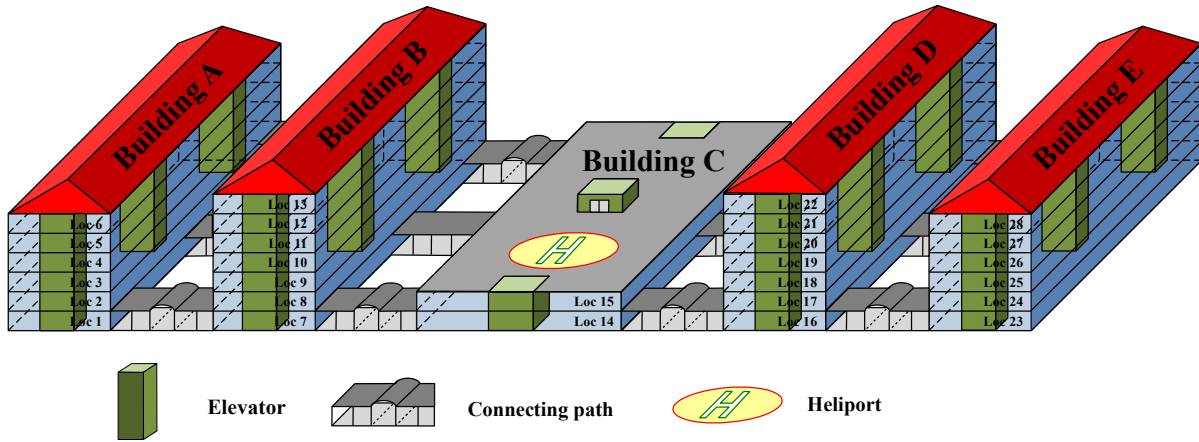 Building A
Building B
Building C
Building D
Building E
H
Loc 6
Loc 5
Loc 4
Loc 3
Loc 2
Loc 1
Loc 13
Loc 12
Loc 11
Loc 10
Loc 9
Loc 8
Loc 7
Loc 15
Loc 14
Loc 22
Loc 21
Loc 20
Loc 19
Loc 18
Loc 17
Loc 16
Loc 28
Loc 27
Loc 26
Loc 25
Loc 24
Loc 23
Elevator
Connecting path
H
Heliport